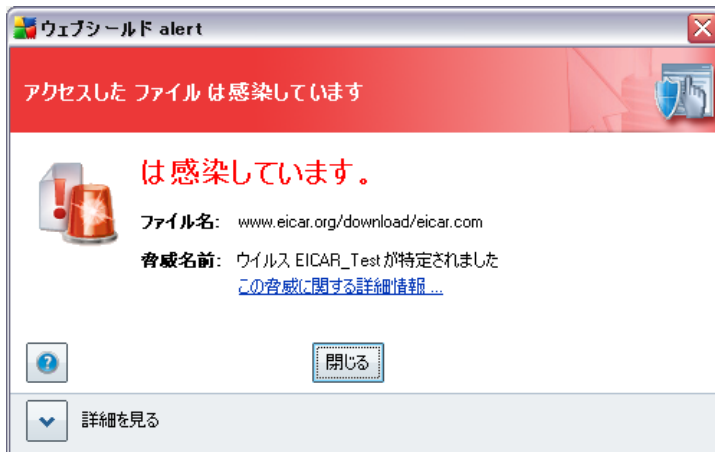 ウェブシールド alert
アクセスした ファイル は感染しています
は感染しています。
ファイル名: www.eicar.org/download/eicar.com
脅威名前: ウイルス EICAR_Test が特定されました
この脅威に関する詳細情報 ...
閉じる
詳細を見る